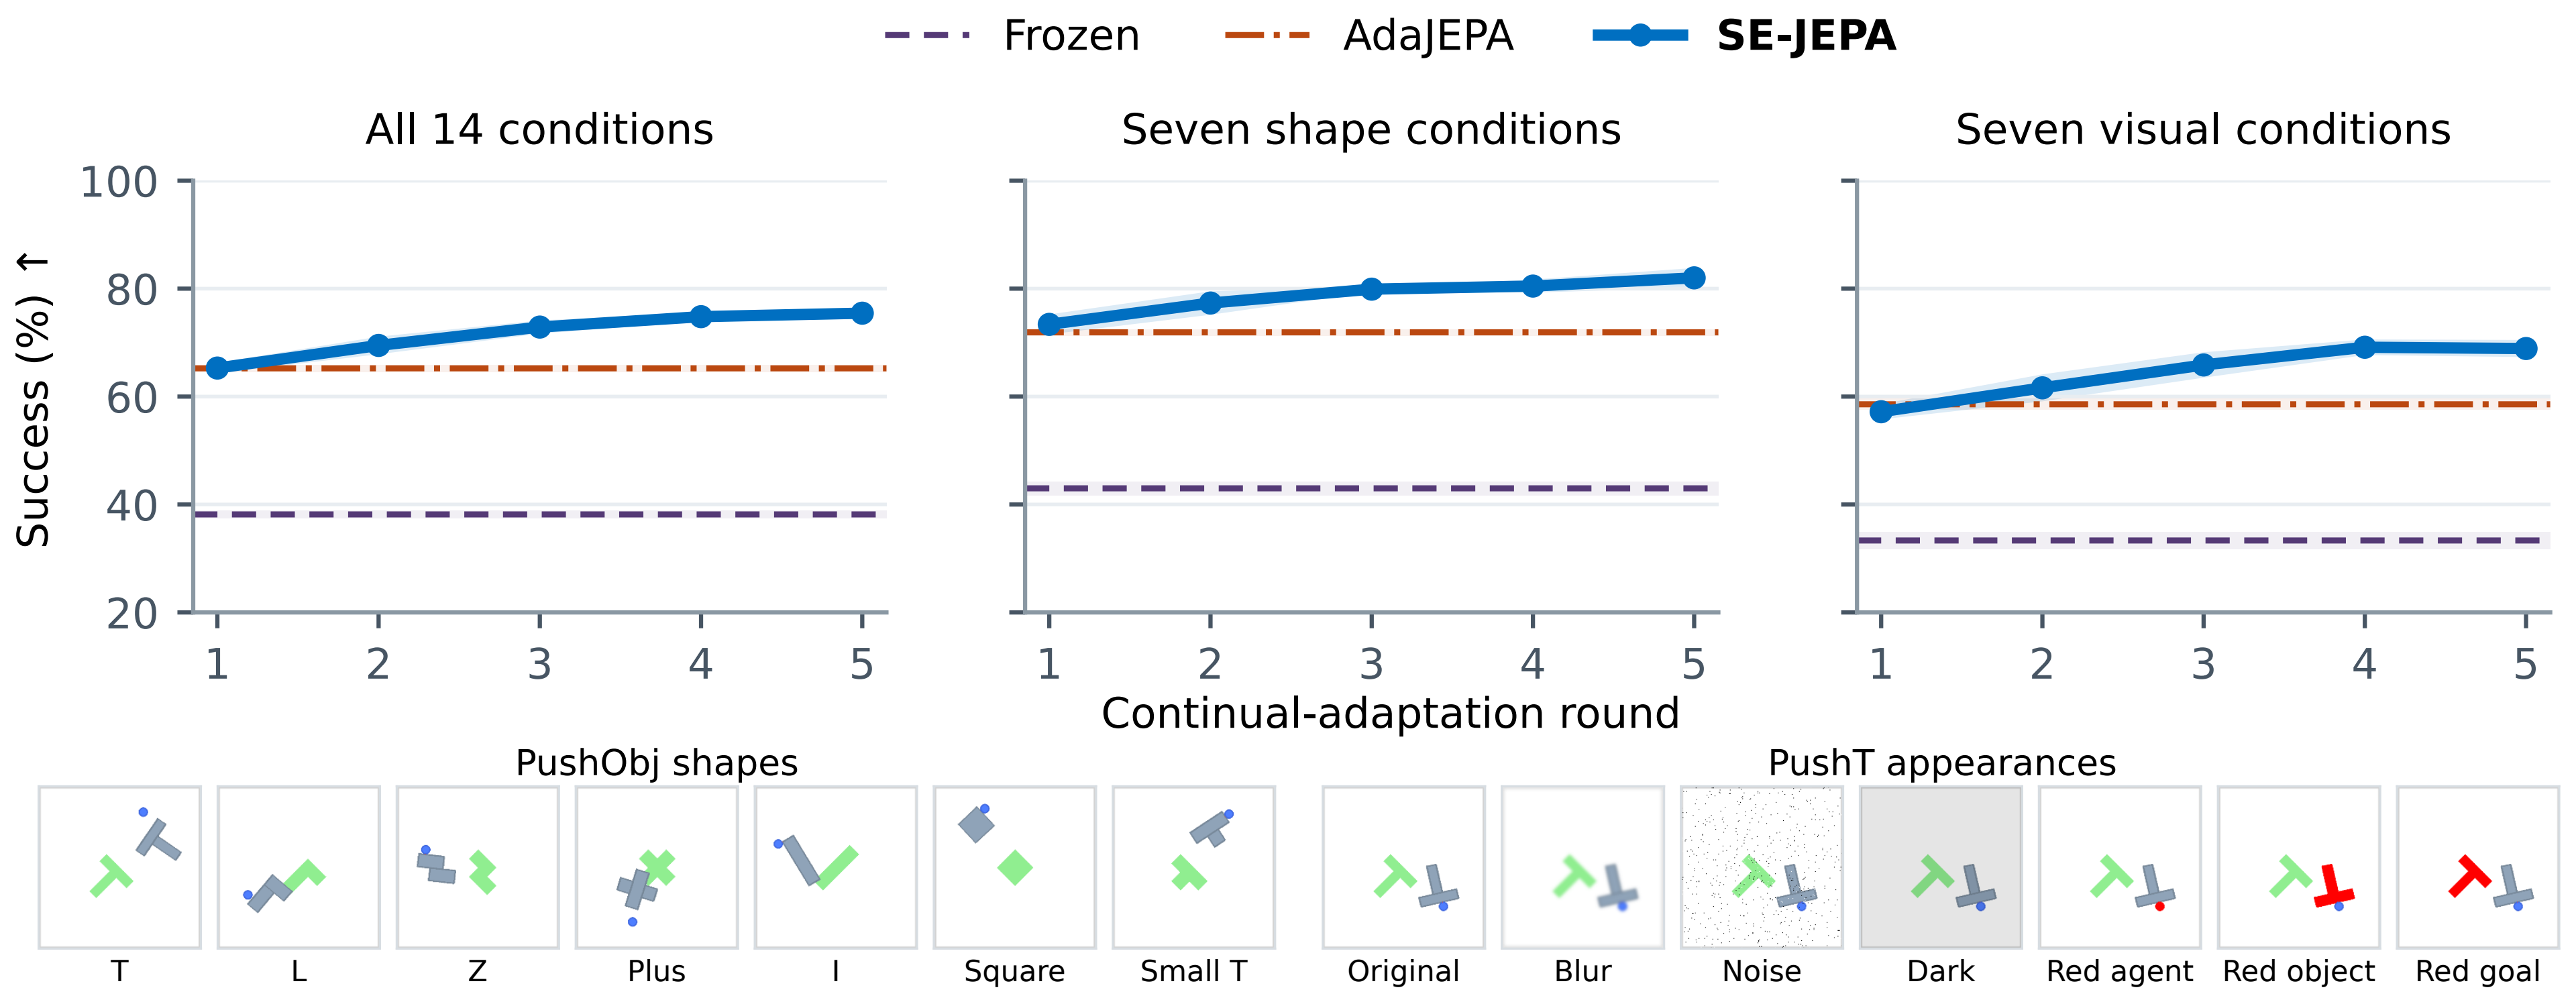 Frozen AdaJEPA SE-JEPA
All 14 conditions
Seven shape conditions
Seven visual conditions
Success (%) ↑
100
80
60
40
20
1 2 3 4 5
1 2 3 4 5
1 2 3 4 5
Continual-adaptation round
PushObj shapes
PushT appearances
T L Z Plus I Square Small T
Original Blur Noise Dark Red agent Red object Red goal